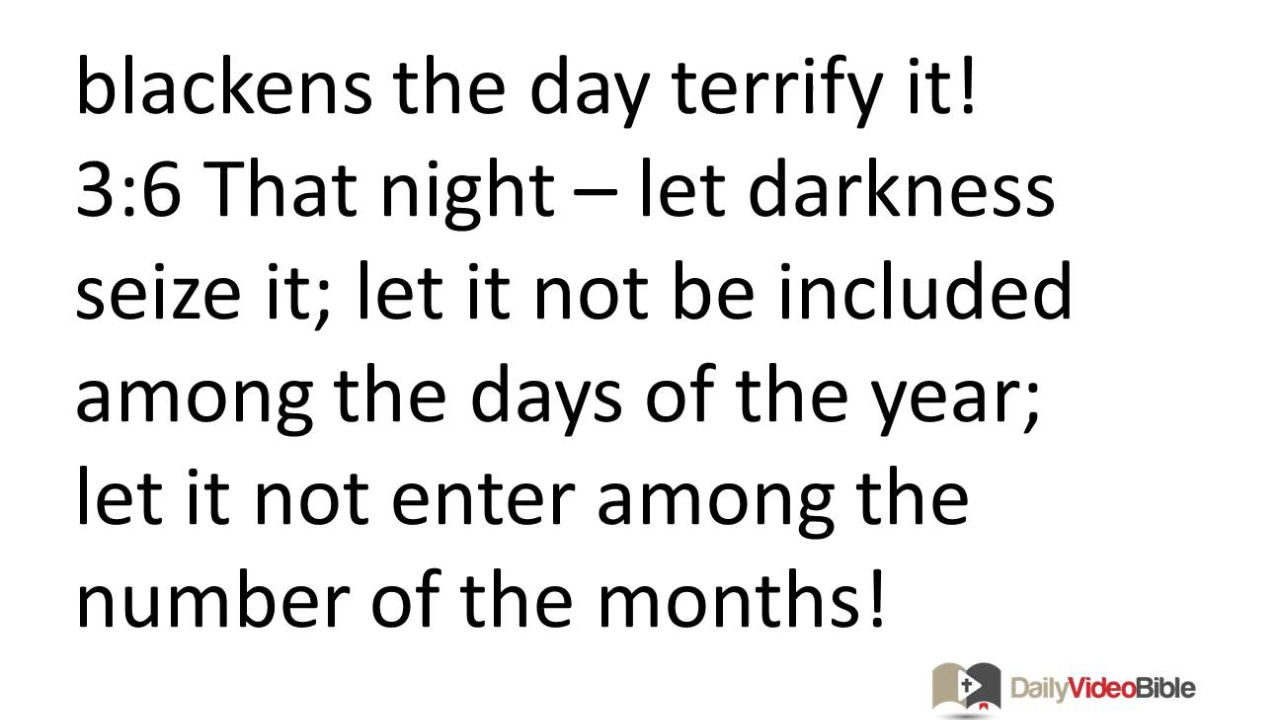 blackens the day terrify it!
3:6 That night – let darkness
seize it; let it not be included
among the days of the year;
let it not enter among the
number of the months!
DailyVideoBible